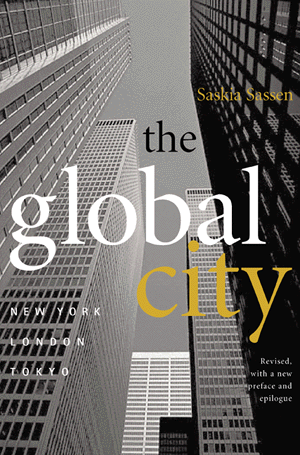 Saskia Sassen
the
global
city
NEW YORK
LONDON
TOKYO
Revised,
with a new
preface and
epilogue